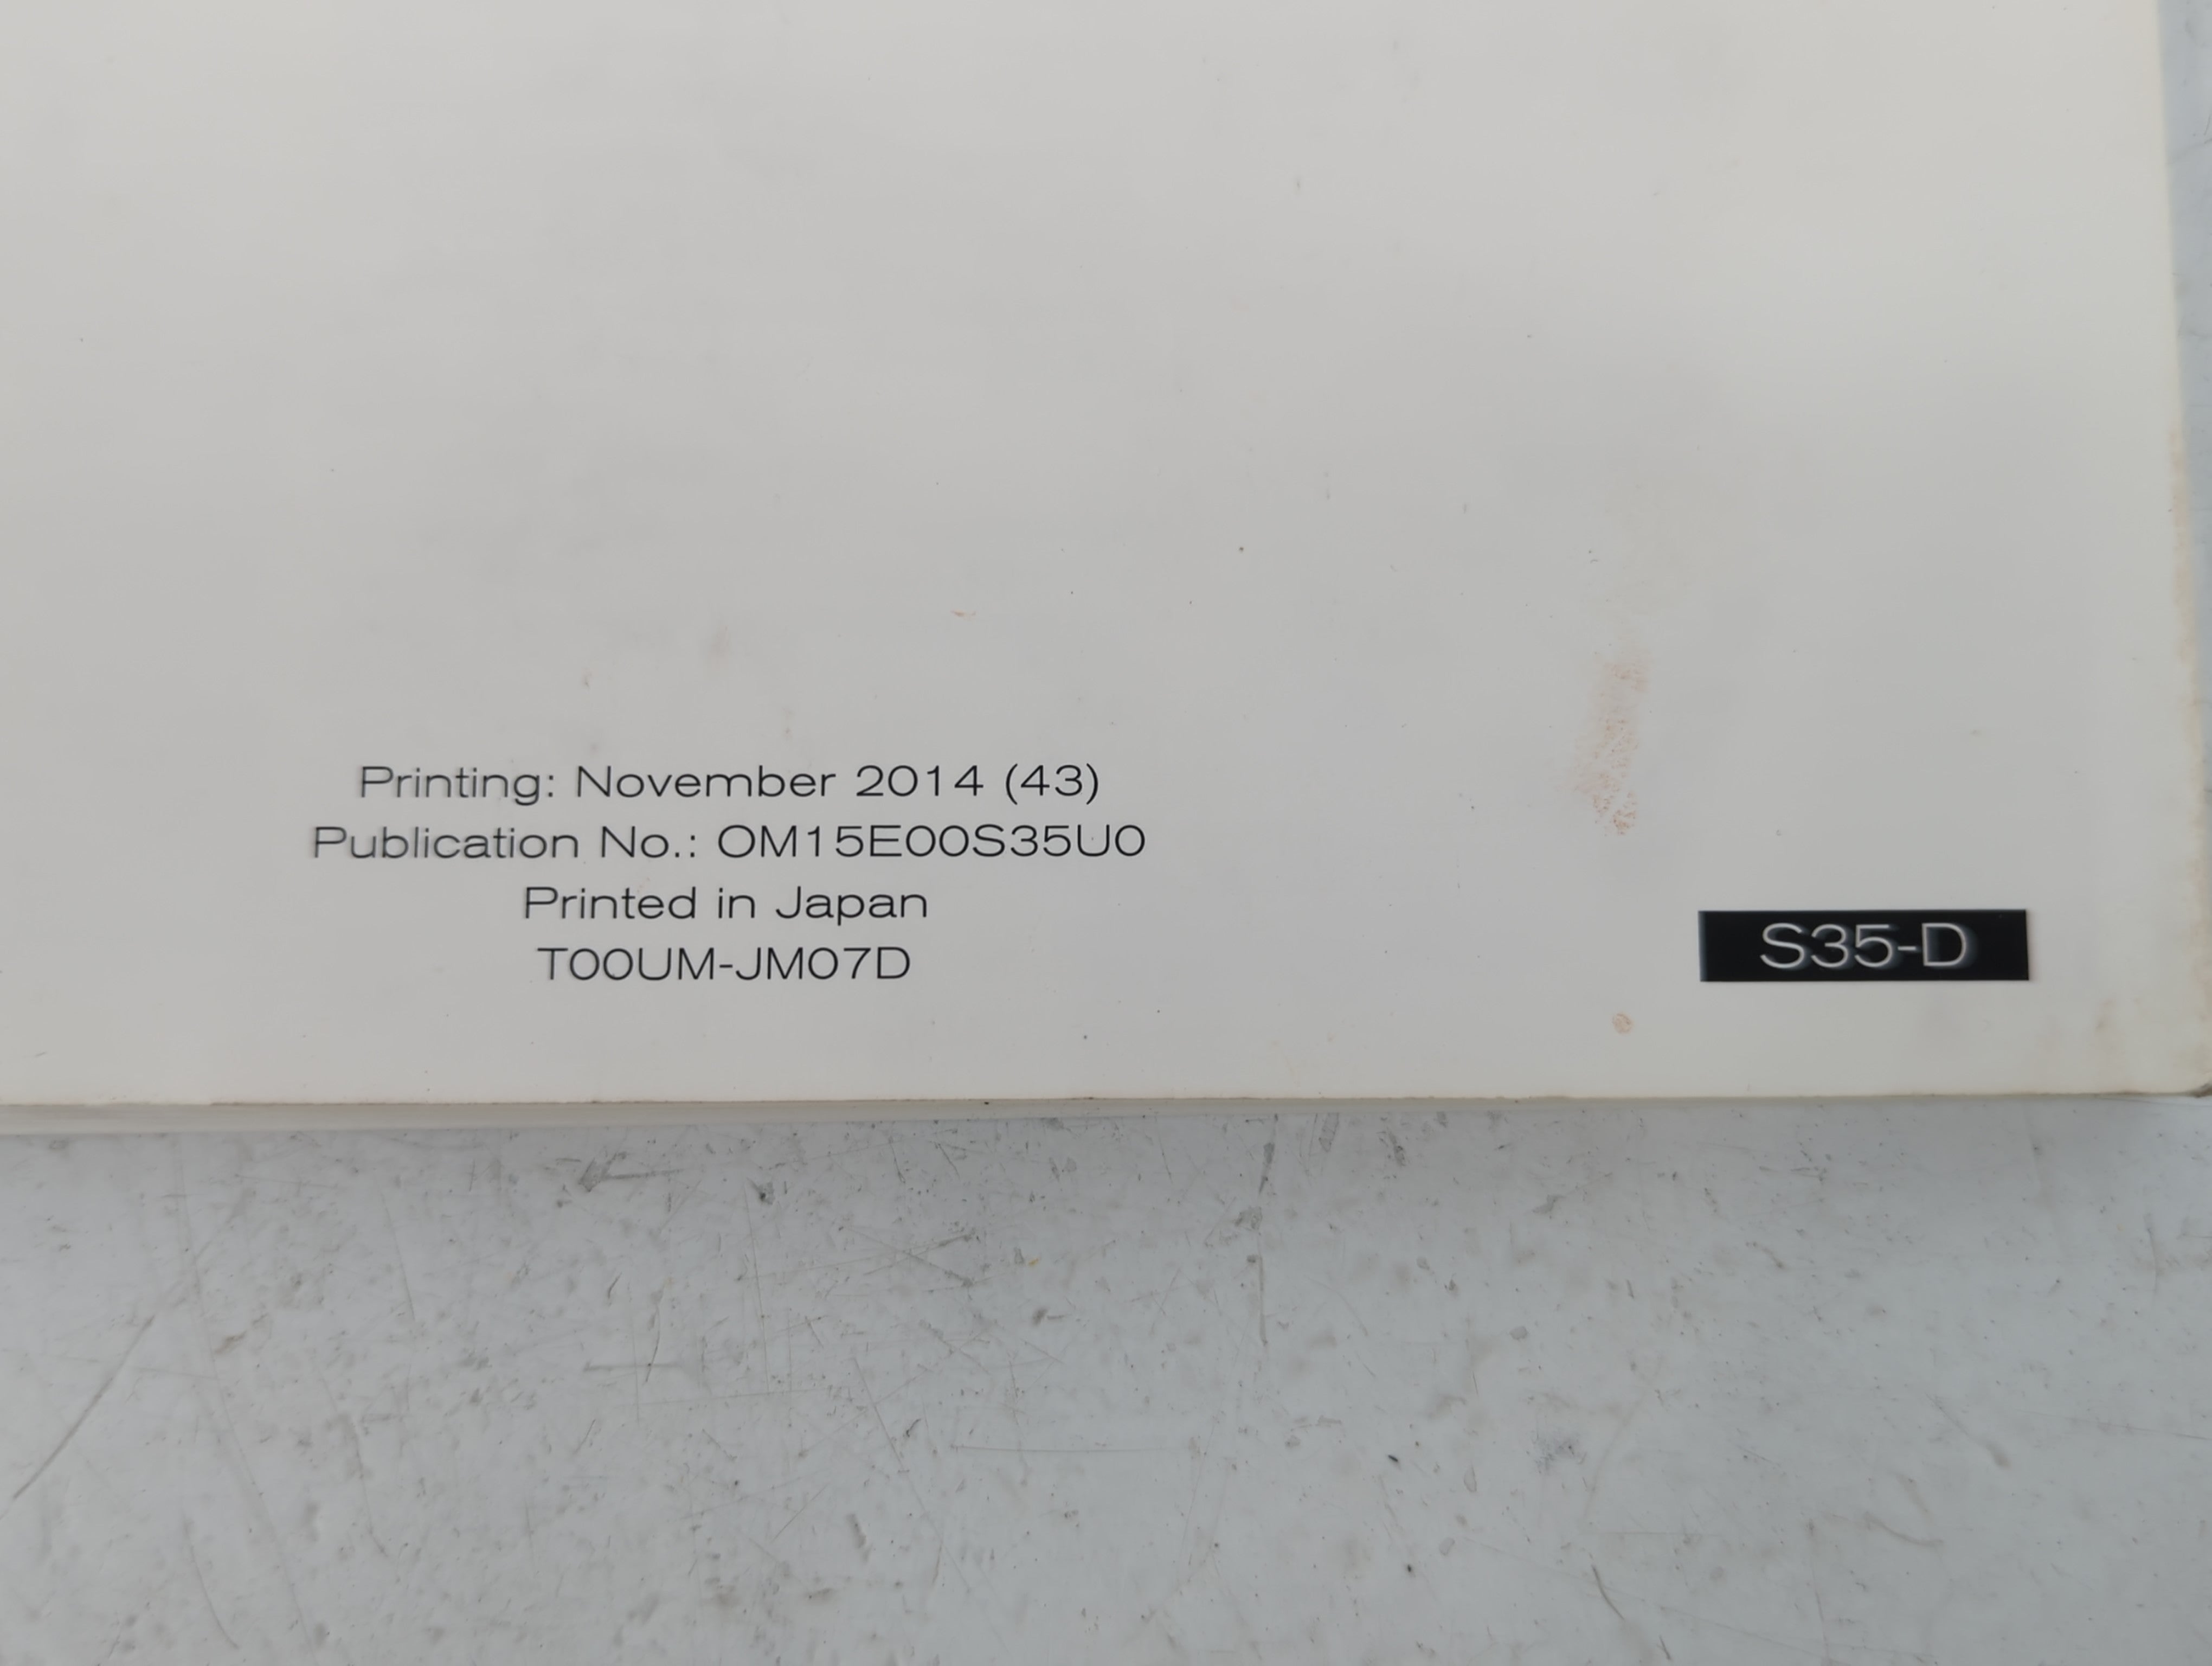 Printing: November 2014 (43)
Publication No.: OM15E00S35U0
Printed in Japan
T00UM-JM07D
S35-D